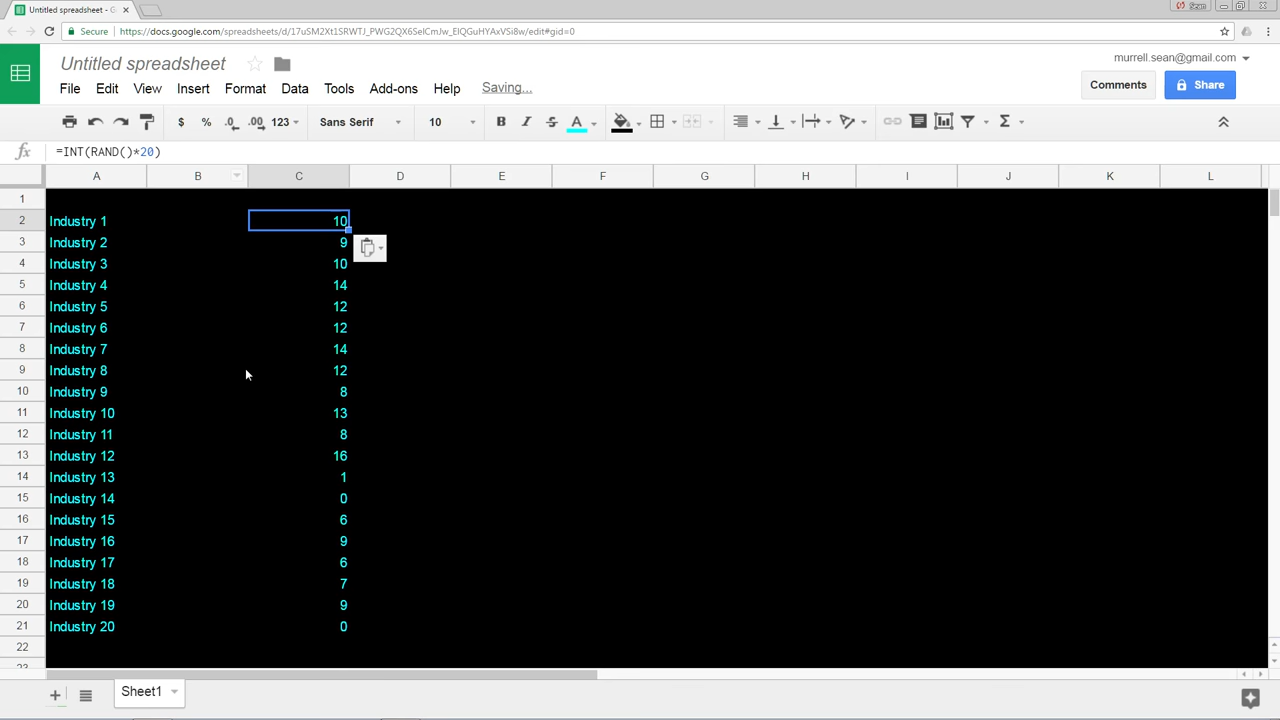 Untitled spreadsheet - Goo
Sean
Secure https://docs.google.com/spreadsheets/d/17uSM2Xt1SRWTJ_PWG2QX6SelCmJw_EIQGuHYAxVSi8w/edit#gid=0
Untitled spreadsheet
murrell.sean@gmail.com
File Edit View Insert Format Data Tools Add-ons Help Saving...
Comments Share
$ % .0 .00 123 Sans Serif 10 B I S A
fx =INT(RAND()*20)
A B C D E F G H I J K L
1
2 Industry 1 10
3 Industry 2 9
4 Industry 3 10
5 Industry 4 14
6 Industry 5 12
7 Industry 6 12
8 Industry 7 14
9 Industry 8 12
10 Industry 9 8
11 Industry 10 13
12 Industry 11 8
13 Industry 12 16
14 Industry 13 1
15 Industry 14 0
16 Industry 15 6
17 Industry 16 9
18 Industry 17 6
19 Industry 18 7
20 Industry 19 9
21 Industry 20 0
22
23
Sheet1